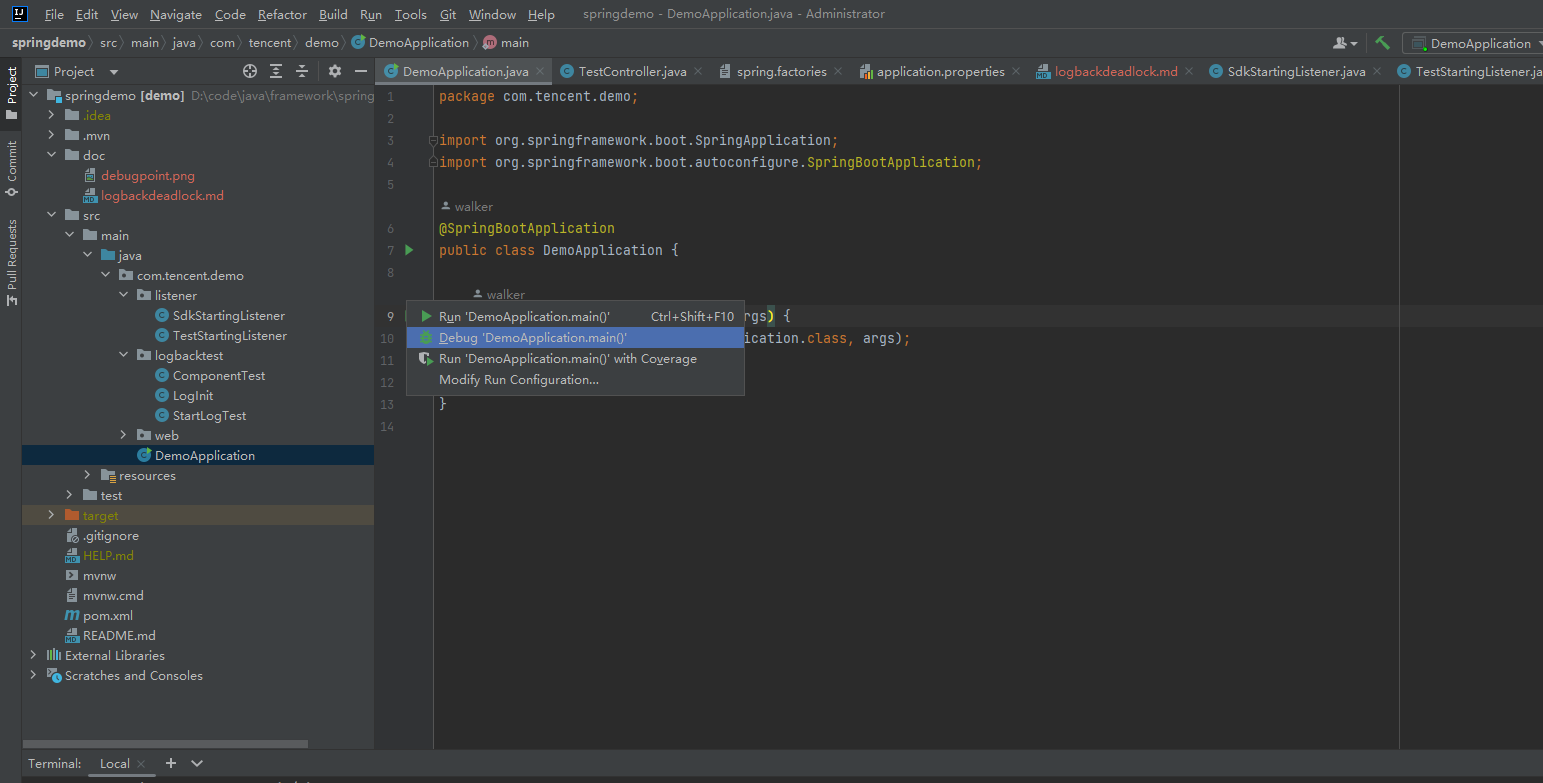 File Edit View Navigate Code Refactor Build Run Tools Git Window Help springdemo - DemoApplication.java - Administrator
springdemo src main java com tencent demo DemoApplication main DemoApplication
Project
Commit
Pull Requests
Project
springdemo [demo] D:\code\java\framework\spring
.idea
.mvn
doc
debugpoint.png
logbackdeadlock.md
src
main
java
com.tencent.demo
listener
SdkStartingListener
TestStartingListener
logbacktest
ComponentTest
LogInit
StartLogTest
web
DemoApplication
resources
test
target
.gitignore
HELP.md
mvnw
mvnw.cmd
pom.xml
README.md
External Libraries
Scratches and Consoles
DemoApplication.java TestController.java spring.factories application.properties logbackdeadlock.md SdkStartingListener.java TestStartingListener.ja
1 package com.tencent.demo;
2
3 import org.springframework.boot.SpringApplication;
4 import org.springframework.boot.autoconfigure.SpringBootApplication;
5
walker
6 @SpringBootApplication
7 public class DemoApplication {
8
walker
9 rgs) {
10 ication.class, args);
11
12
13 }
14
Run 'DemoApplication.main()' Ctrl+Shift+F10
Debug 'DemoApplication.main()'
Run 'DemoApplication.main()' with Coverage
Modify Run Configuration...
Terminal: Local